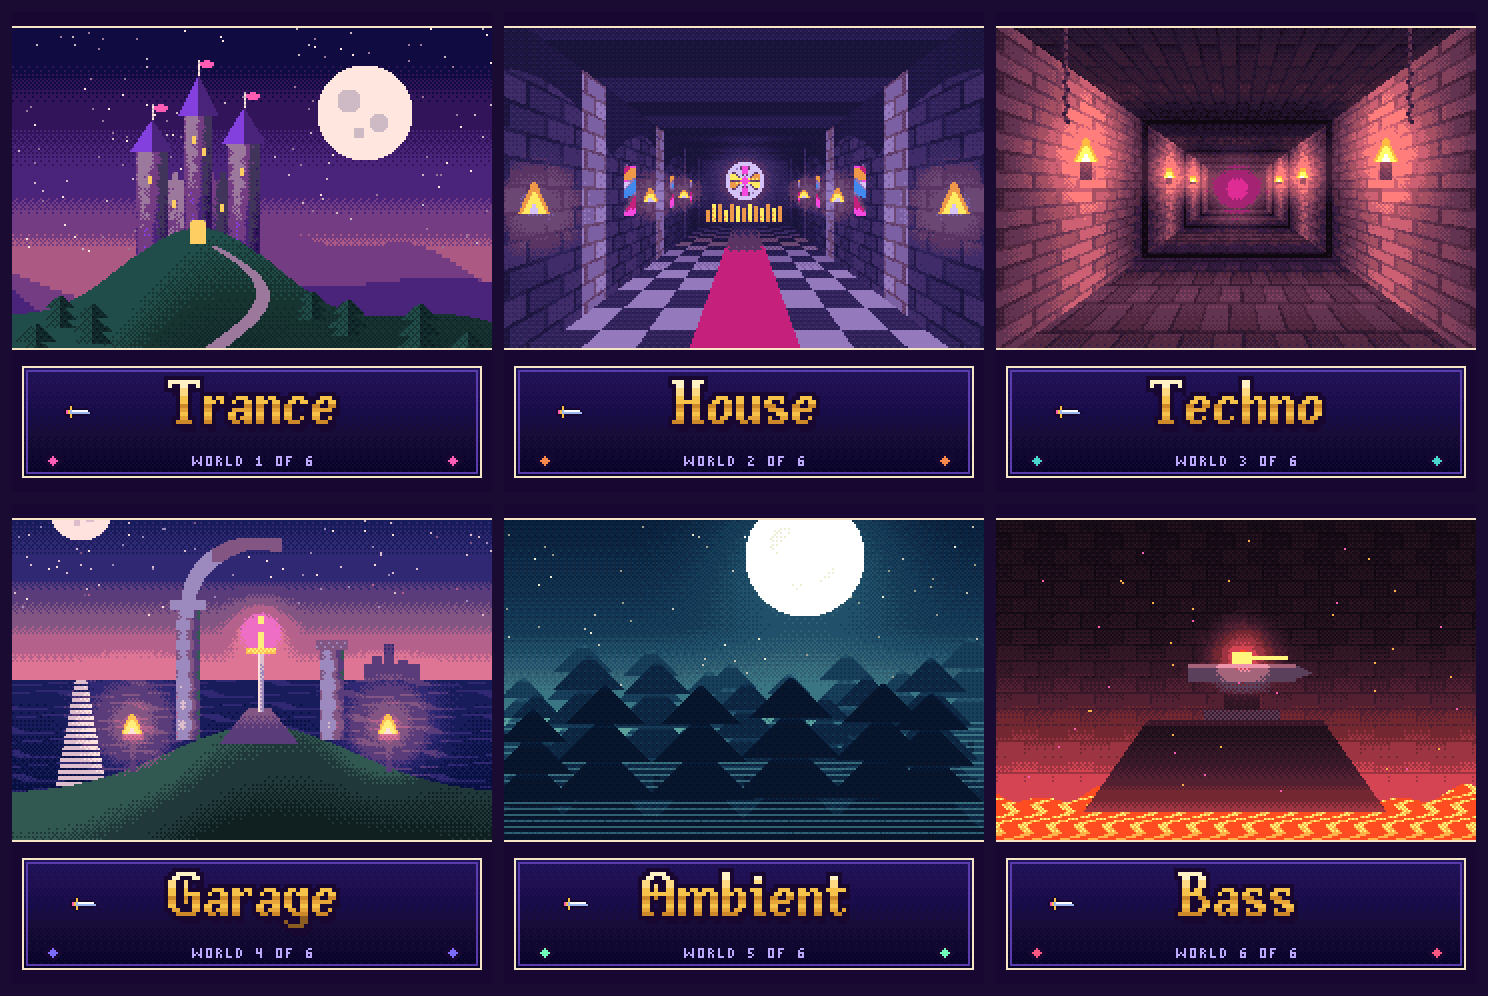 Trance
WORLD 1 OF 6
House
WORLD 2 OF 6
Techno
WORLD 3 OF 6
Garage
WORLD 4 OF 6
Ambient
WORLD 5 OF 6
Bass
WORLD 6 OF 6